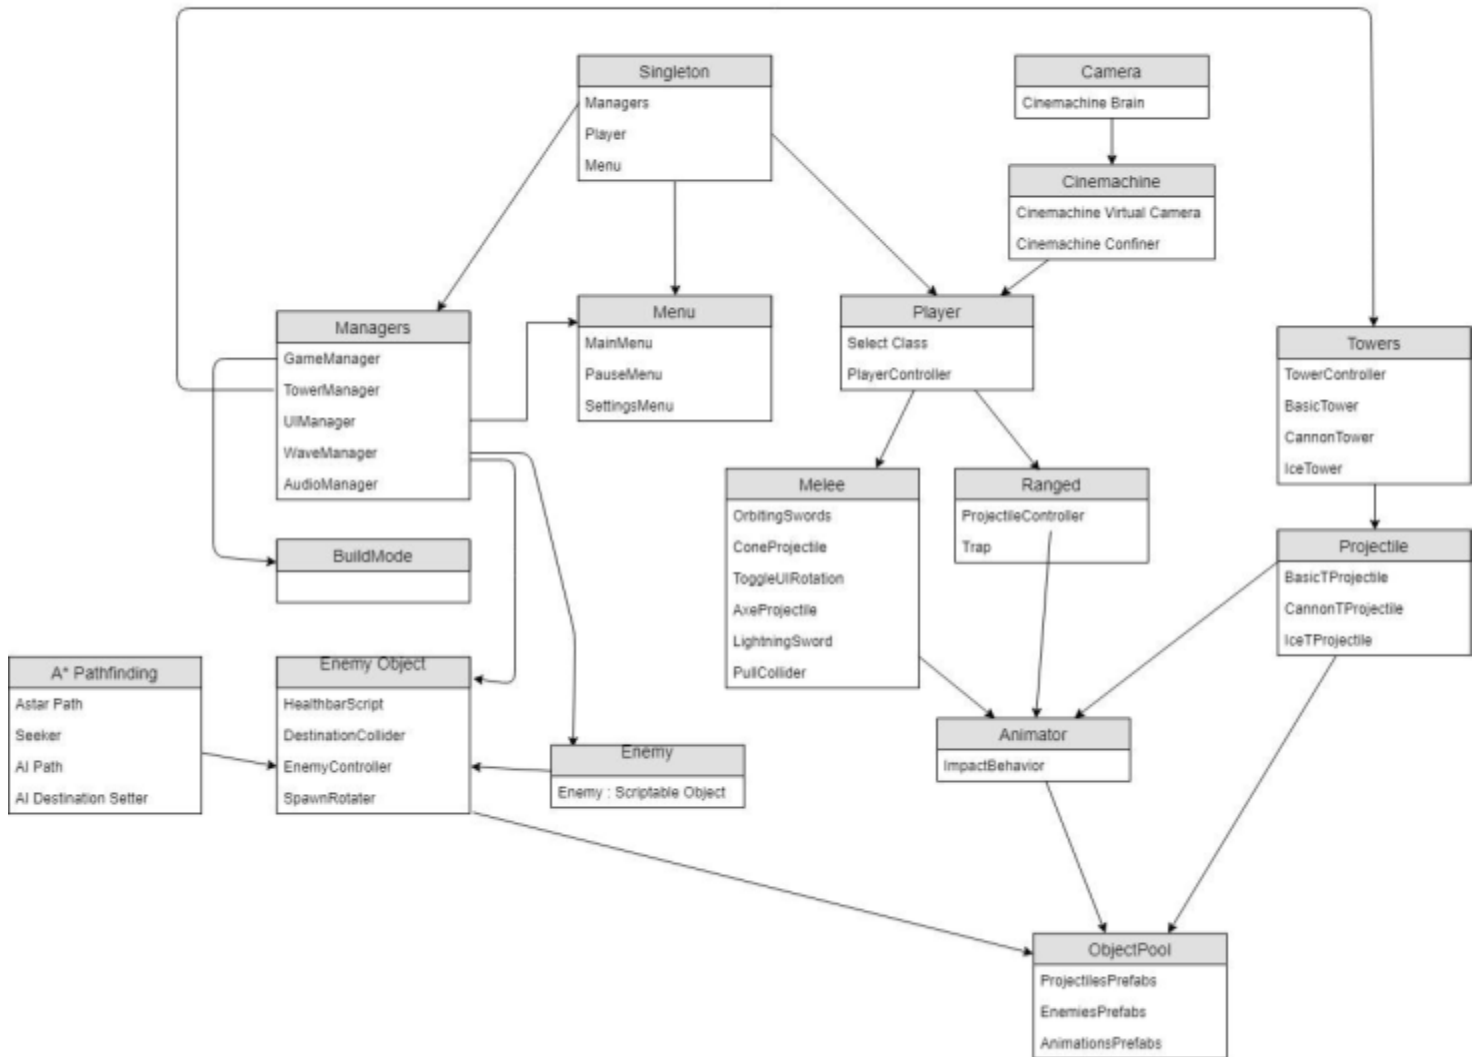 Singleton
Managers
Player
Menu
Camera
Cinemachine Brain
Cinemachine
Cinemachine Virtual Camera
Cinemachine Confiner
Managers
GameManager
TowerManager
UIManager
WaveManager
AudioManager
Menu
MainMenu
PauseMenu
SettingsMenu
Player
Select Class
PlayerController
Towers
TowerController
BasicTower
CannonTower
IceTower
Melee
OrbitingSwords
ConeProjectile
ToggleUIRotation
AxeProjectile
LightningSword
PullCollider
Ranged
ProjectileController
Trap
BuildMode
Projectile
BasicTProjectile
CannonTProjectile
IceTProjectile
A* Pathfinding
Astar Path
Seeker
AI Path
AI Destination Setter
Enemy Object
HealthbarScript
DestinationCollider
EnemyController
SpawnRotater
Enemy
Enemy : Scriptable Object
Animator
ImpactBehavior
ObjectPool
ProjectilesPrefabs
EnemiesPrefabs
AnimationsPrefabs